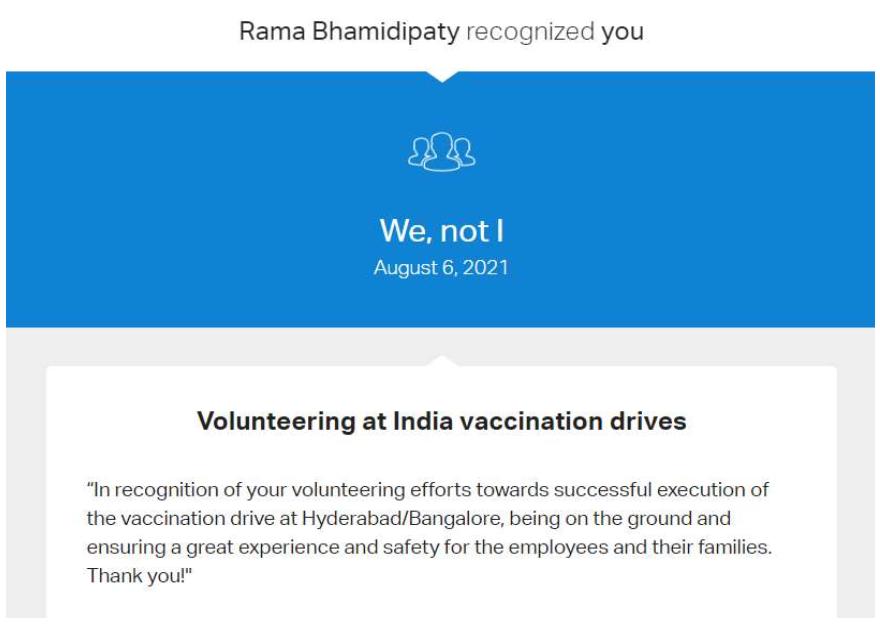 Rama Bhamidipaty recognized you
We, not I
August 6, 2021
Volunteering at India vaccination drives
“In recognition of your volunteering efforts towards successful execution of
the vaccination drive at Hyderabad/Bangalore, being on the ground and
ensuring a great experience and safety for the employees and their families.
Thank you!"